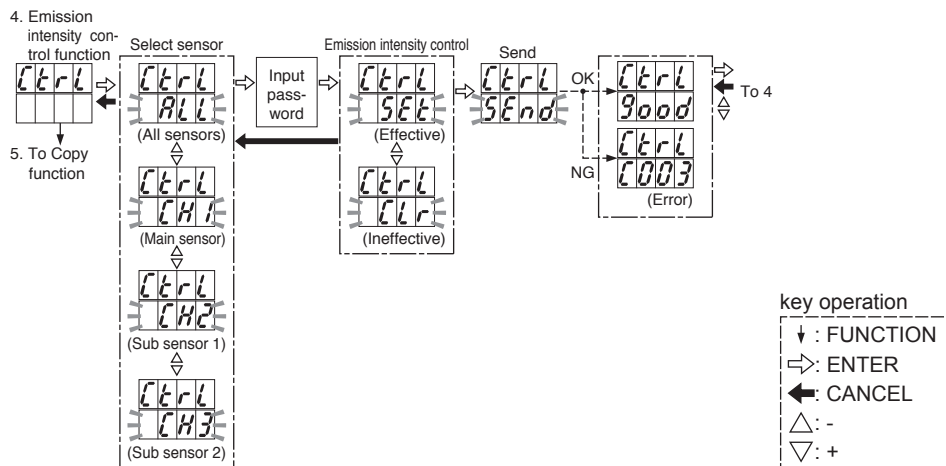 4. Emission
intensity con-
trol function
CtrL
5. To Copy
function
Select sensor
CtrL
ALL
(All sensors)
CtrL
CH1
(Main sensor)
CtrL
CH2
(Sub sensor 1)
CtrL
CH3
(Sub sensor 2)
Input
pass-
word
Emission intensity control
CtrL
SEt
(Effective)
CtrL
CLr
(Ineffective)
Send
CtrL
SEnd
OK
NG
CtrL
good
CtrL
C003
(Error)
To 4
key operation
: FUNCTION
: ENTER
: CANCEL
: -
: +